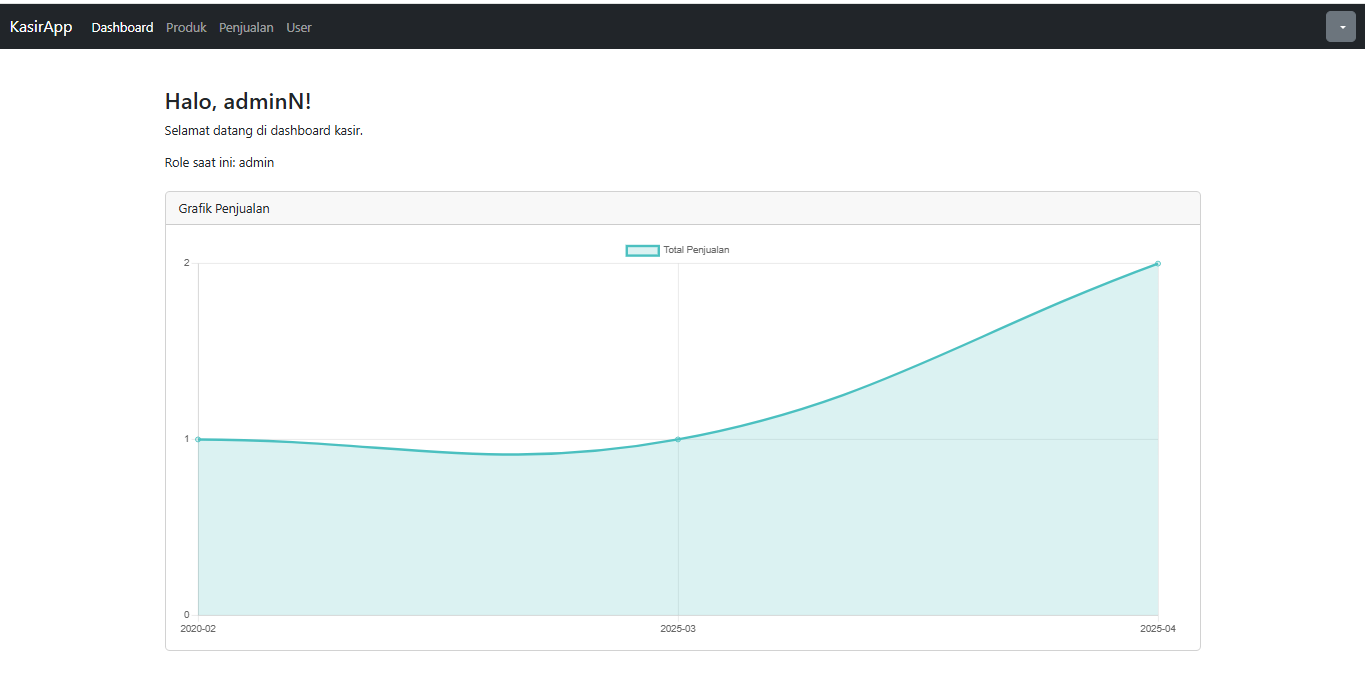 KasirApp Dashboard Produk Penjualan User
Halo, adminN!
Selamat datang di dashboard kasir.
Role saat ini: admin
Grafik Penjualan
Total Penjualan
2
1
0
2020-02 2025-03 2025-04